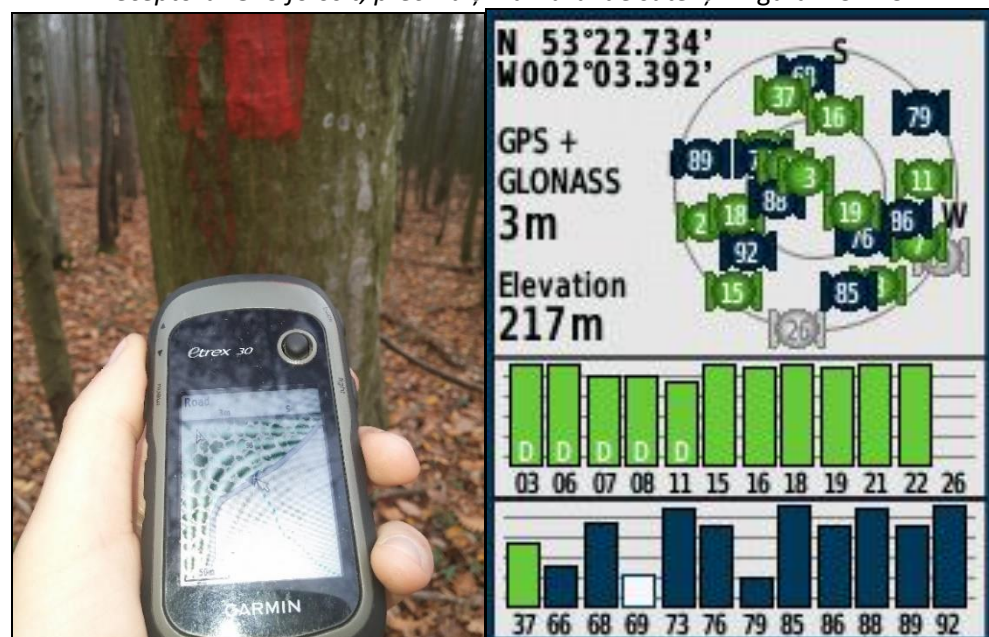 etrex 30
Road
GARMIN
N 53°22.734'
W002°03.392'
GPS +
GLONASS
3m
Elevation
217m
S
W
69
37
16
79
89
3
11
88
2
18
19
86
76
92
15
85
26
D D D D D
03 06 07 08 11 15 16 18 19 21 22 26
37 66 68 69 73 76 79 85 86 88 89 92